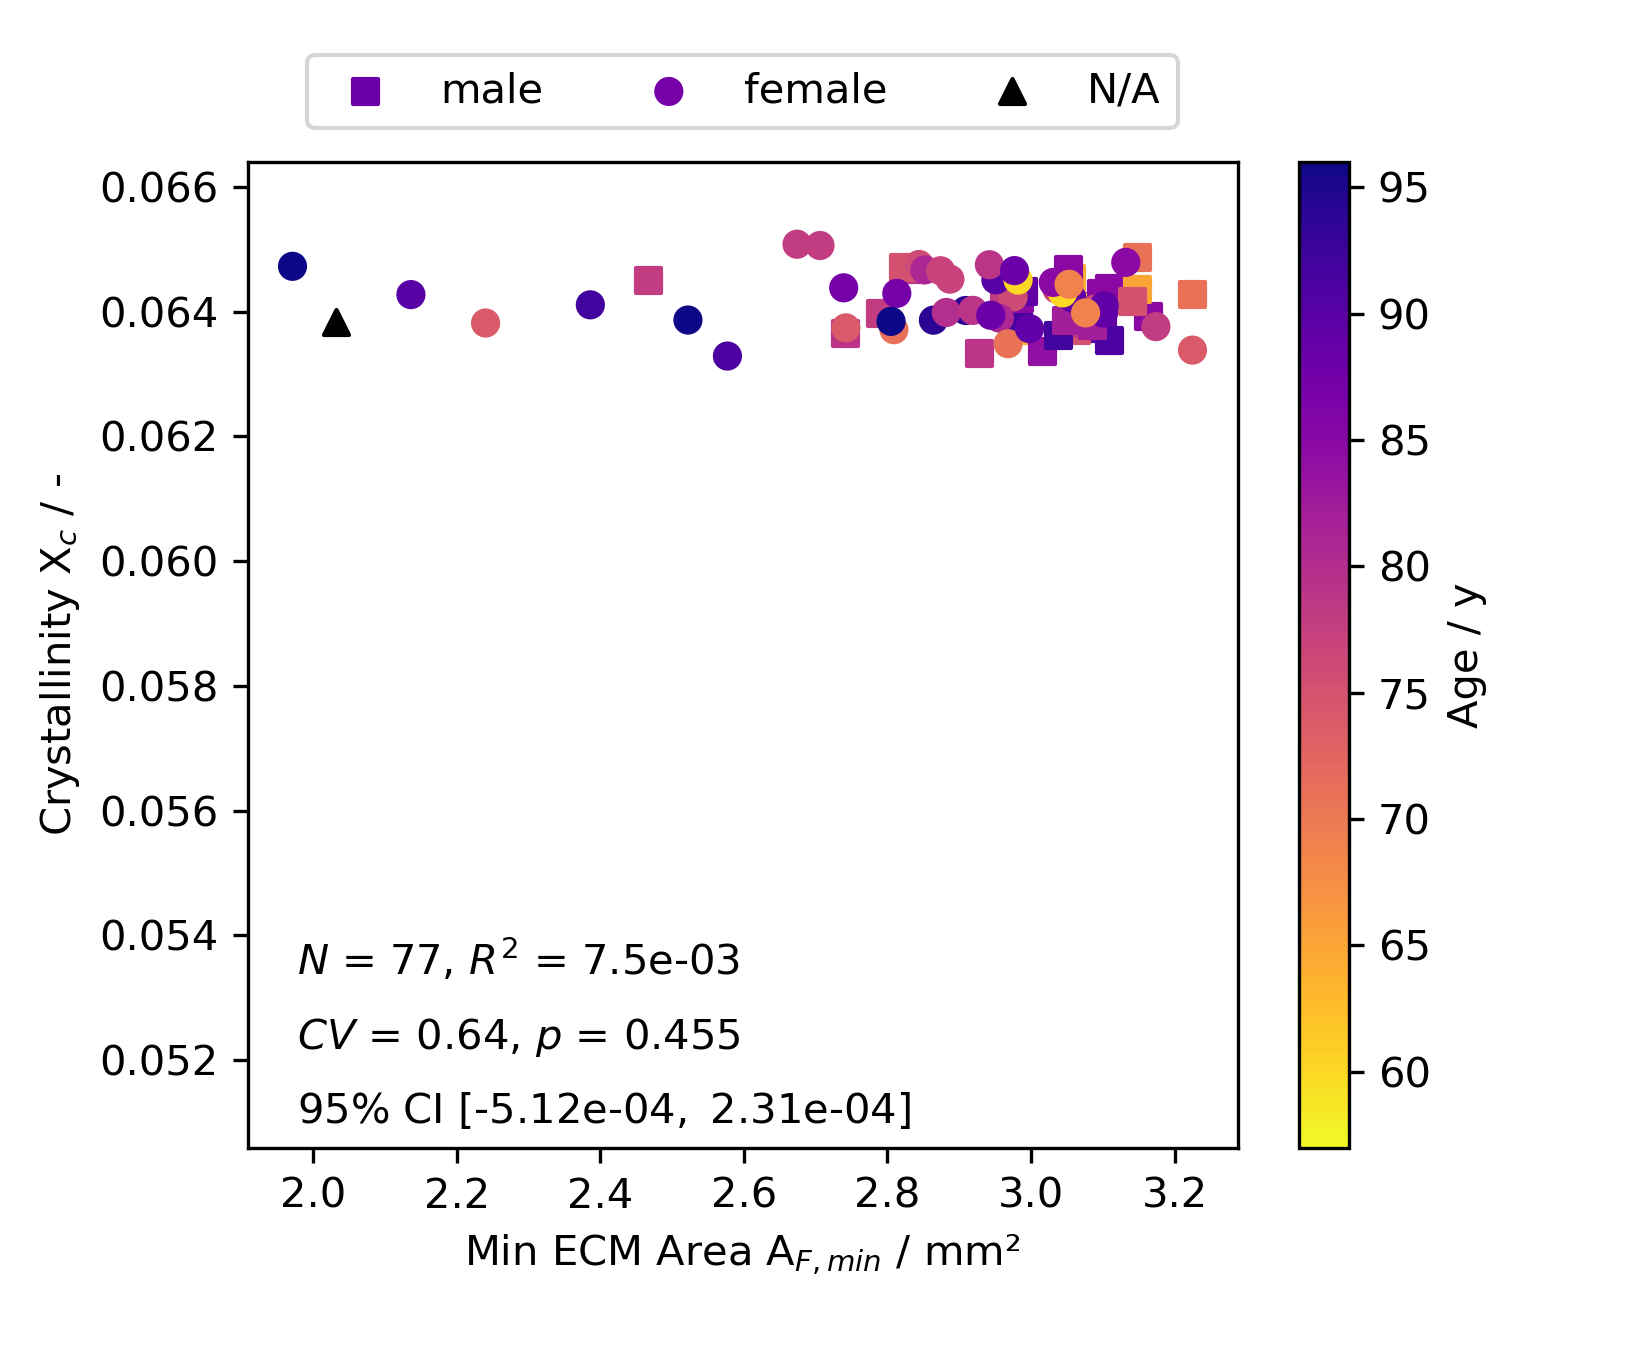 male female N/A
0.066
0.064
0.062
0.060
0.058
0.056
0.054
0.052
Crystallinity X_c / -
N = 77, R² = 7.5e-03
CV = 0.64, p = 0.455
95% CI [-5.12e-04, 2.31e-04]
2.0 2.2 2.4 2.6 2.8 3.0 3.2
Min ECM Area A_F,min / mm²
95
90
85
80
75
70
65
60
Age / y